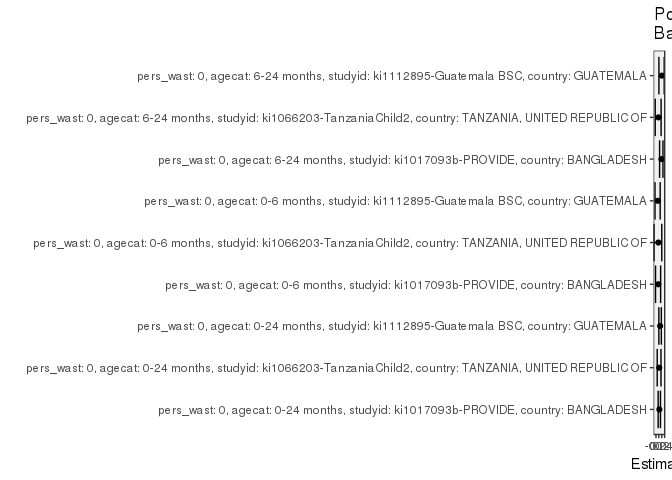 Po
Ba
pers_wast: 0, agecat: 6-24 months, studyid: ki1112895-Guatemala BSC, country: GUATEMALA
pers_wast: 0, agecat: 6-24 months, studyid: ki1066203-TanzaniaChild2, country: TANZANIA, UNITED REPUBLIC OF
pers_wast: 0, agecat: 6-24 months, studyid: ki1017093b-PROVIDE, country: BANGLADESH
pers_wast: 0, agecat: 0-6 months, studyid: ki1112895-Guatemala BSC, country: GUATEMALA
pers_wast: 0, agecat: 0-6 months, studyid: ki1066203-TanzaniaChild2, country: TANZANIA, UNITED REPUBLIC OF
pers_wast: 0, agecat: 0-6 months, studyid: ki1017093b-PROVIDE, country: BANGLADESH
pers_wast: 0, agecat: 0-24 months, studyid: ki1112895-Guatemala BSC, country: GUATEMALA
pers_wast: 0, agecat: 0-24 months, studyid: ki1066203-TanzaniaChild2, country: TANZANIA, UNITED REPUBLIC OF
pers_wast: 0, agecat: 0-24 months, studyid: ki1017093b-PROVIDE, country: BANGLADESH
Estima